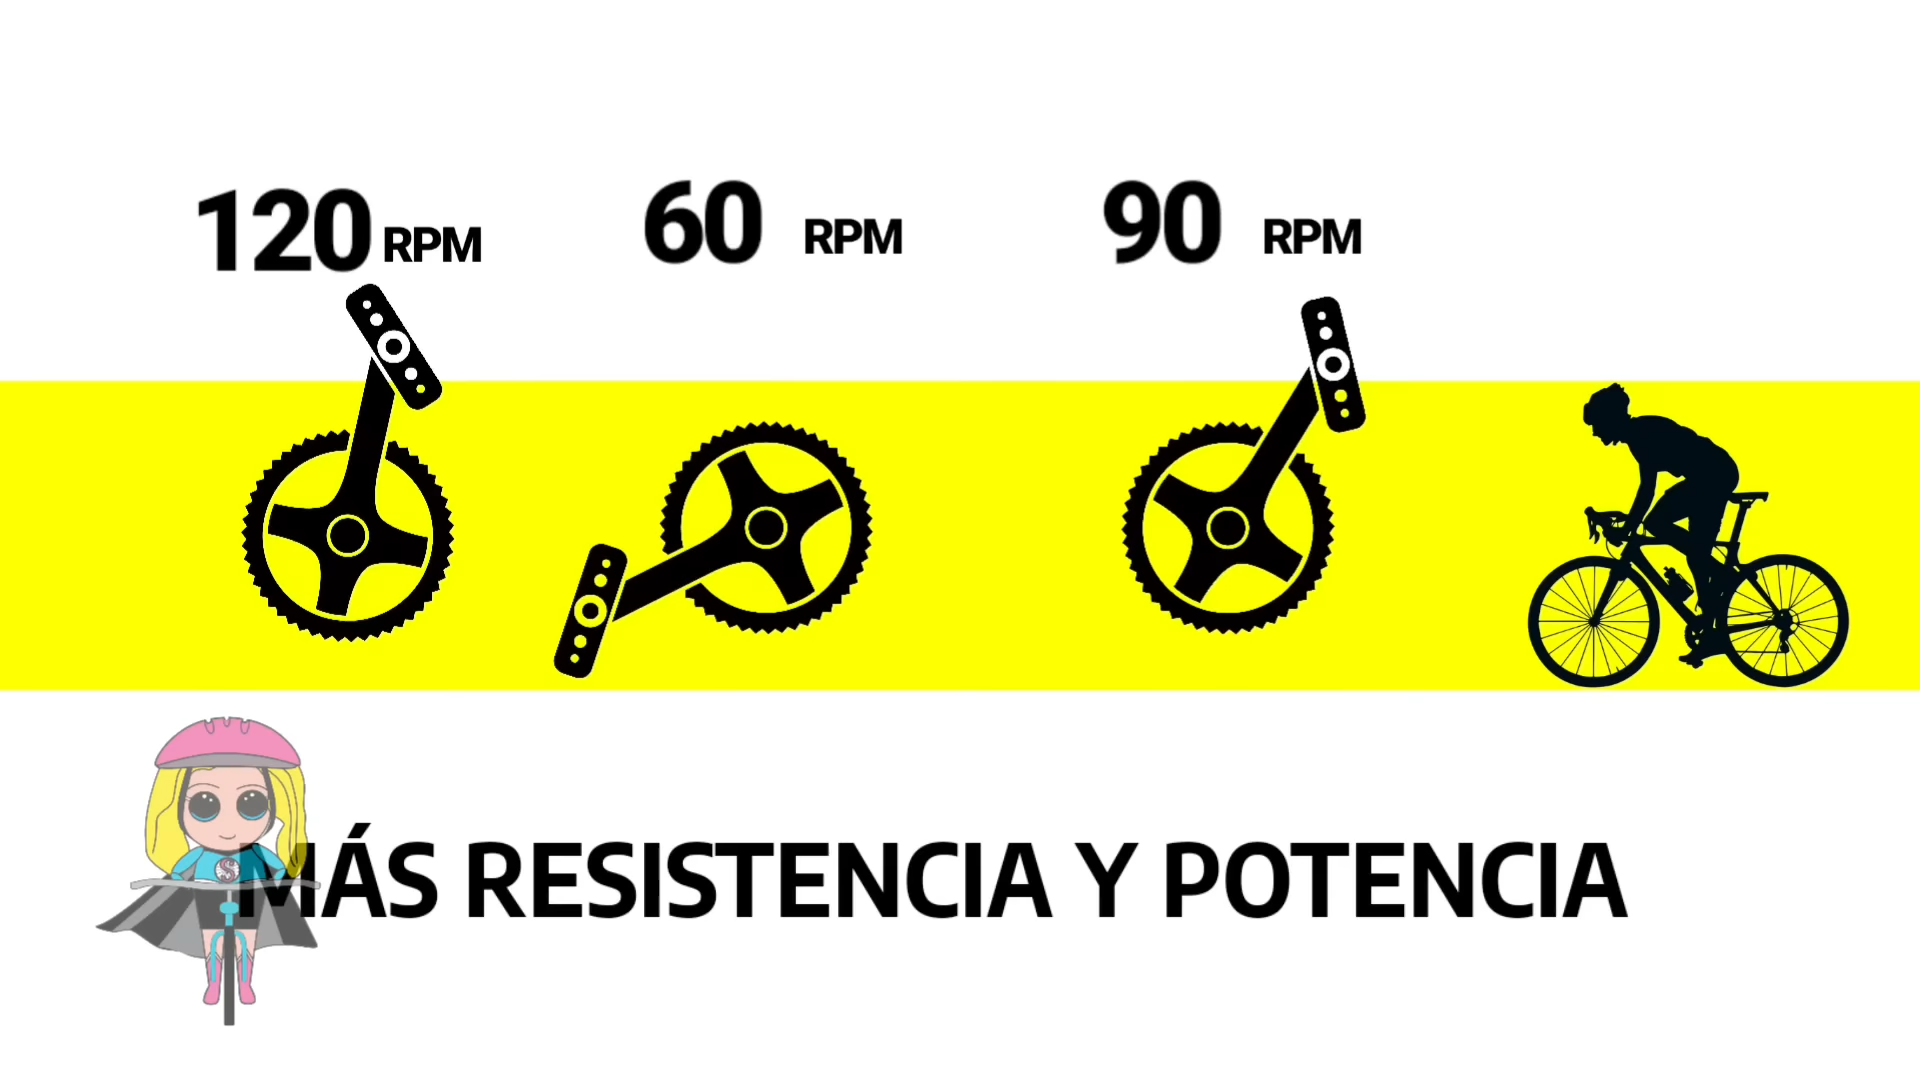 120 RPM 60 RPM 90 RPM
MÁS RESISTENCIA Y POTENCIA